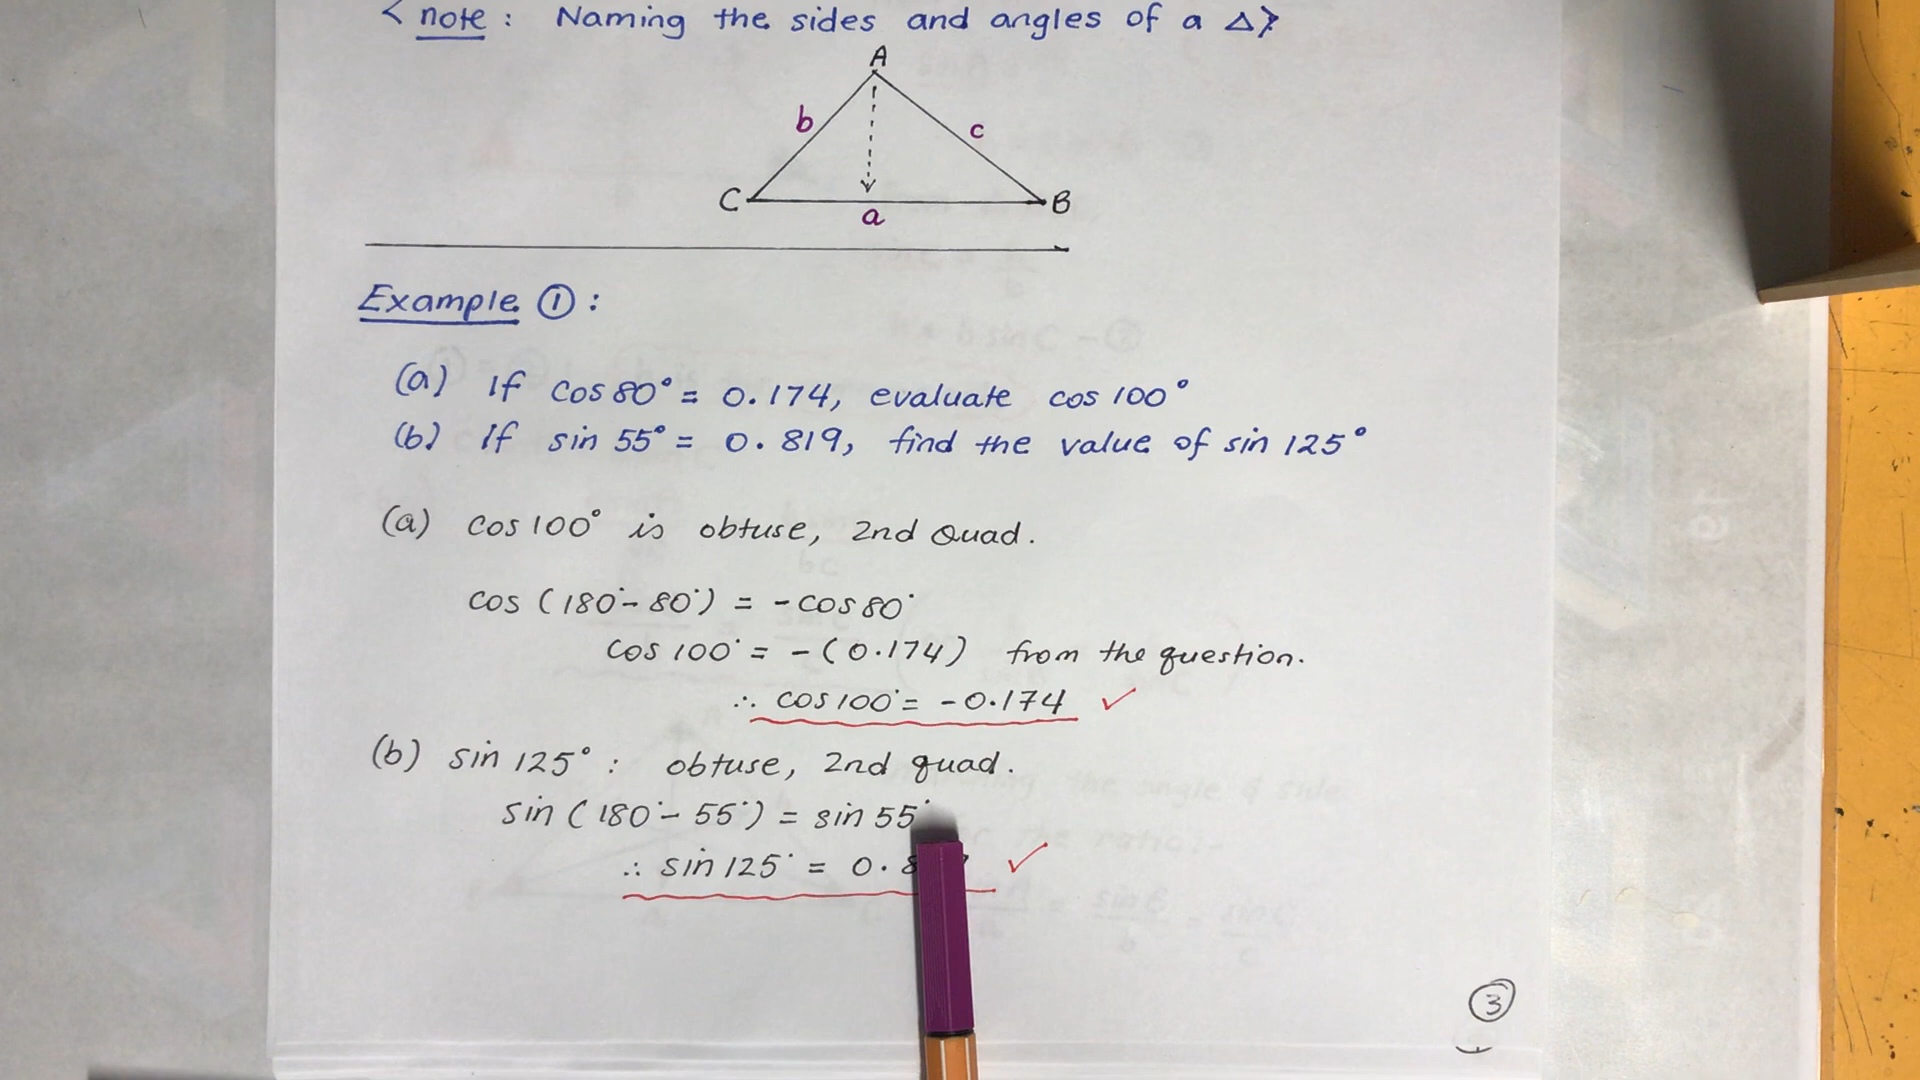 < note : Naming the sides and angles of a Δ>
A
b
c
C
B
a
Example ① :
(a) If cos 80° = 0.174, evaluate cos 100°
(b) If sin 55° = 0.819, find the value of sin 125°
(a) cos 100° is obtuse, 2nd Quad.
cos (180° - 80°) = - cos 80°
cos 100° = - (0.174) from the question.
∴ cos 100° = - 0.174 ✓
(b) sin 125° : obtuse, 2nd quad.
sin (180° - 55°) = sin 55°
∴ sin 125° = 0.8 ✓
③